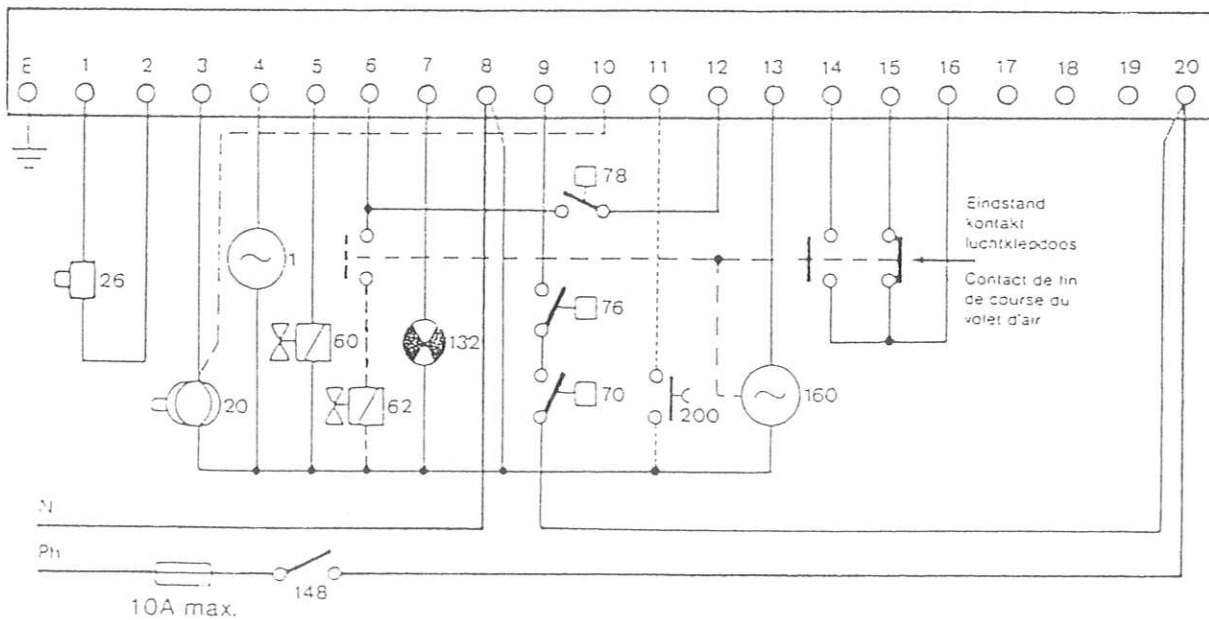 E 1 2 3 4 5 6 7 8 9 10 11 12 13 14 15 16 17 18 19 20
78
Eindstand
kontakt
luchtklepdoos
1
26
Contact de fin
de course du
volet d'air
76
60
132
160
70
20
62
200
N
Ph
148
10A max.